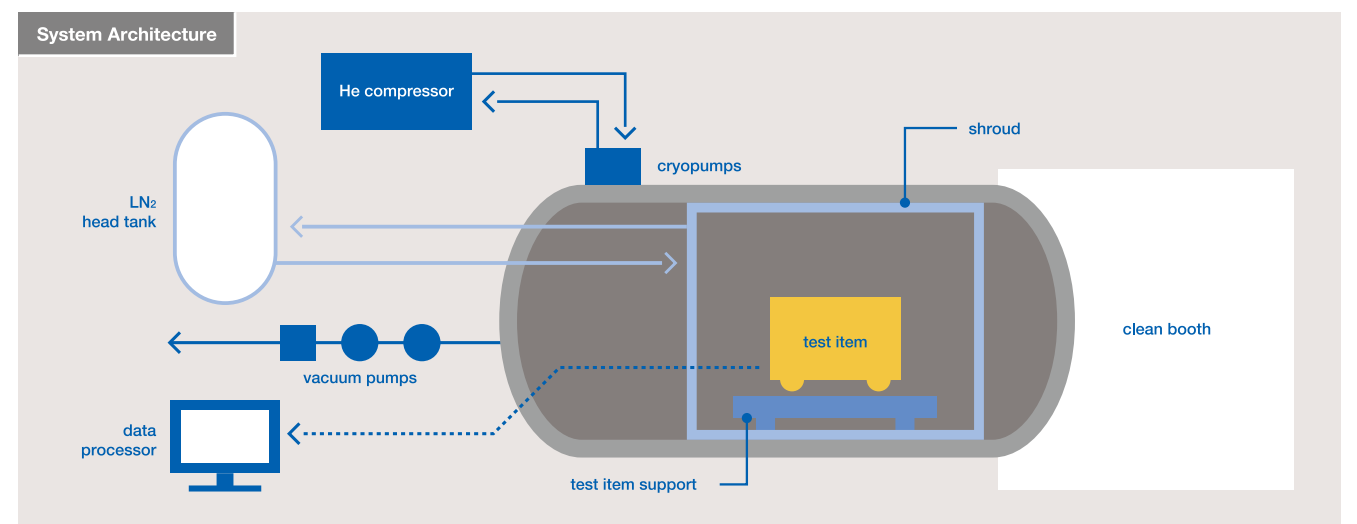 System Architecture
He compressor
shroud
cryopumps
LN₂
head tank
clean booth
test item
vacuum pumps
data
processor
test item support